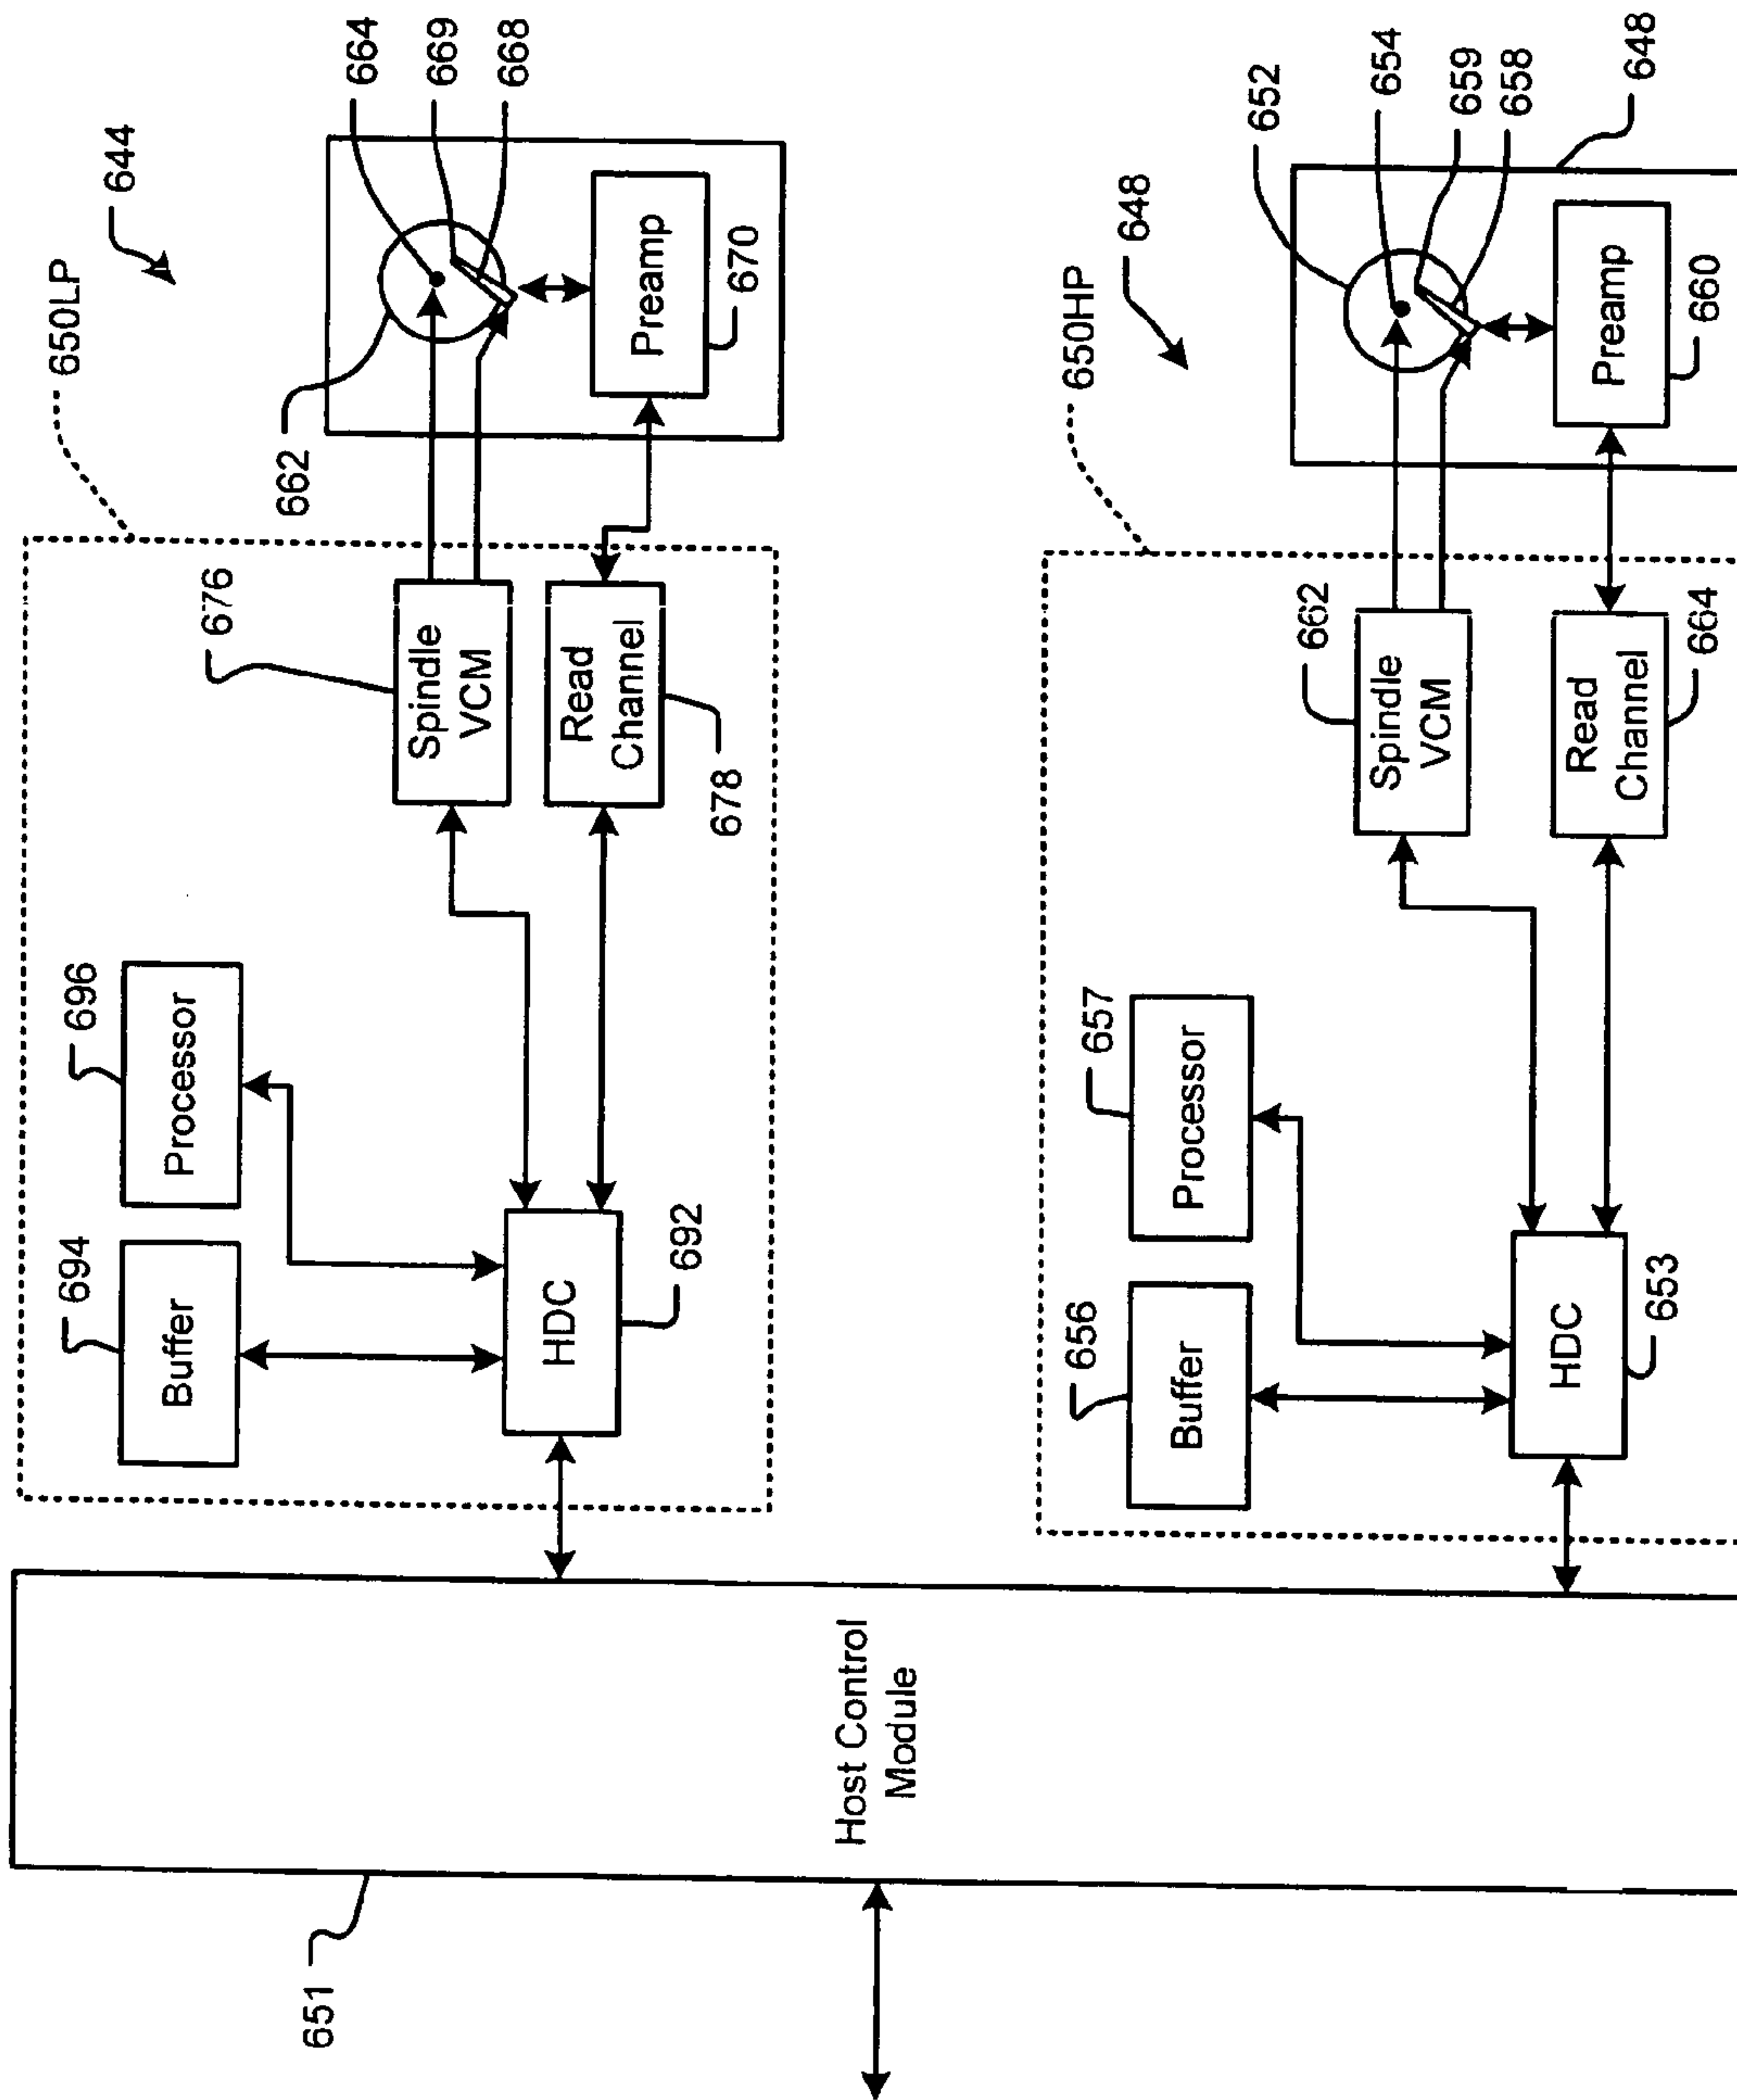 644
650LP
664
669
668
662
676
Spindle
VCM
Preamp
670
Read
Channel
678
696
Processor
694
Buffer
HDC
692
651
Host Control
Module
648
650HP
652
654
659
658
648
662
Spindle
VCM
Preamp
660
Read
Channel
664
657
Processor
656
Buffer
HDC
653